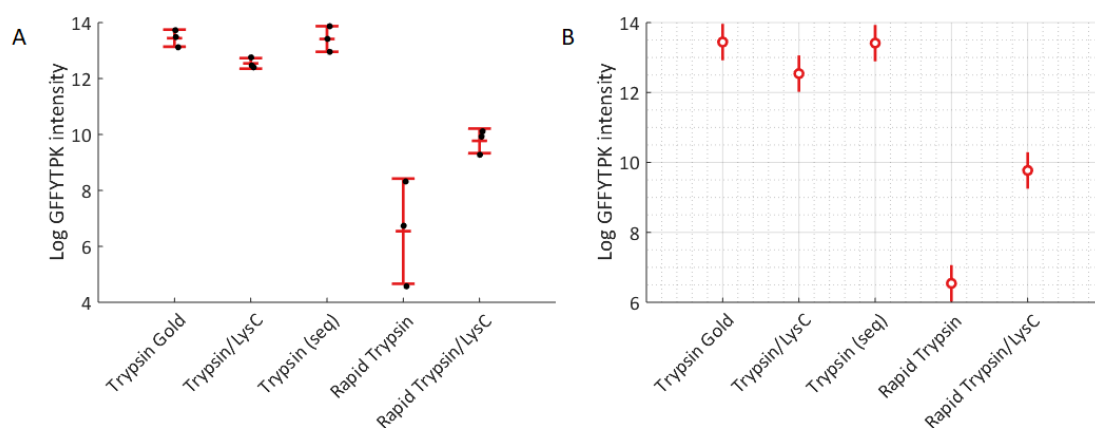 A
Log GFFYTPK intensity
14
12
10
8
6
4
Trypsin Gold
Trypsin/LysC
Trypsin (seq)
Rapid Trypsin
Rapid Trypsin/LysC
B
Log GFFYTPK intensity
14
12
10
8
6
Trypsin Gold
Trypsin/LysC
Trypsin (seq)
Rapid Trypsin
Rapid Trypsin/LysC